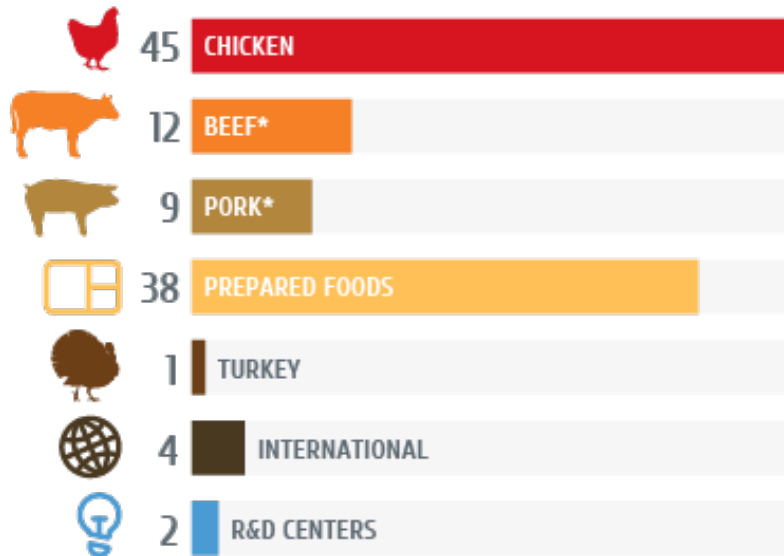 45 CHICKEN
12 BEEF*
9 PORK*
38 PREPARED FOODS
1 TURKEY
4 INTERNATIONAL
2 R&D CENTERS